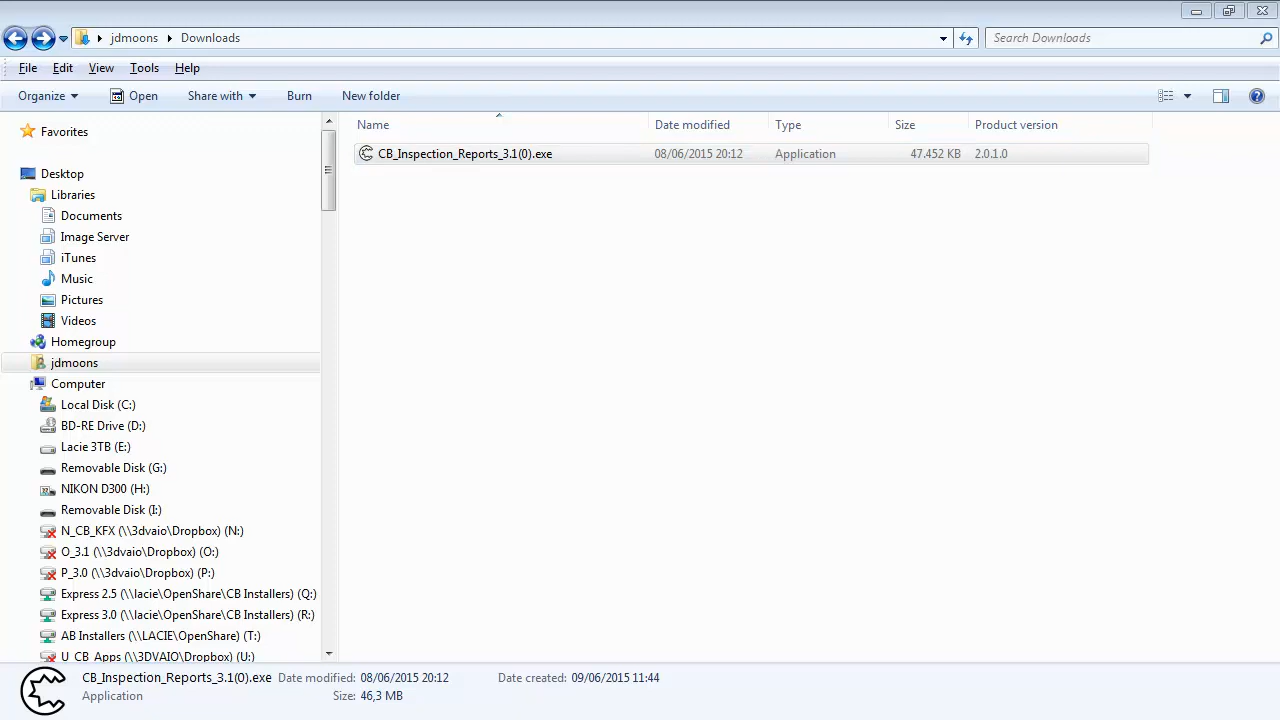 jdmoons Downloads
Search Downloads
File Edit View Tools Help
Organize Open Share with Burn New folder
Name Date modified Type Size Product version
CB_Inspection_Reports_3.1(0).exe 08/06/2015 20:12 Application 47.452 KB 2.0.1.0
Favorites
Desktop
Libraries
Documents
Image Server
iTunes
Music
Pictures
Videos
Homegroup
jdmoons
Computer
Local Disk (C:)
BD-RE Drive (D:)
Lacie 3TB (E:)
Removable Disk (G:)
NIKON D300 (H:)
Removable Disk (I:)
N_CB_KFX (\\3dvaio\Dropbox) (N:)
O_3.1 (\\3dvaio\Dropbox) (O:)
P_3.0 (\\3dvaio\Dropbox) (P:)
Express 2.5 (\\lacie\OpenShare\CB Installers) (Q:)
Express 3.0 (\\lacie\OpenShare\CB Installers) (R:)
AB Installers (\\LACIE\OpenShare) (T:)
U_CB_Apps (\\3DVAIO\Dropbox) (U:)
CB_Inspection_Reports_3.1(0).exe Date modified: 08/06/2015 20:12 Date created: 09/06/2015 11:44
Application Size: 46,3 MB